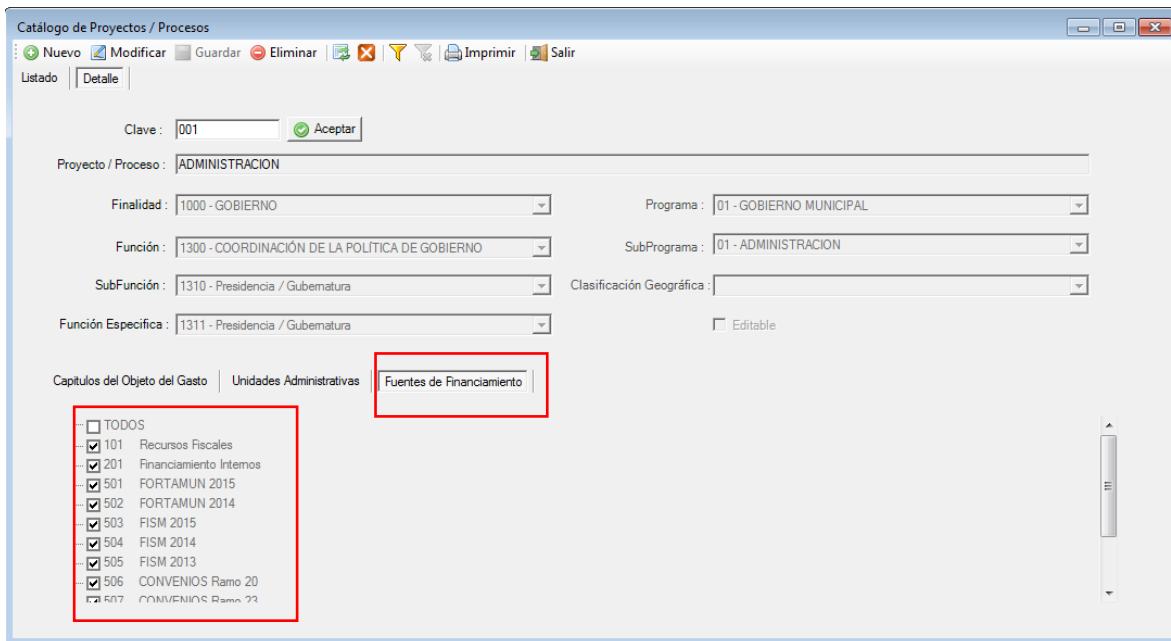 Catálogo de Proyectos / Procesos
Nuevo Modificar Guardar Eliminar Imprimir Salir
Listado Detalle
Clave : 001 Aceptar
Proyecto / Proceso : ADMINISTRACION
Finalidad : 1000 - GOBIERNO Programa : 01 - GOBIERNO MUNICIPAL
Función : 1300 - COORDINACIÓN DE LA POLÍTICA DE GOBIERNO SubPrograma : 01 - ADMINISTRACION
SubFunción : 1310 - Presidencia / Gubernatura Clasificación Geográfica :
Función Especifica : 1311 - Presidencia / Gubernatura Editable
Capitulos del Objeto del Gasto Unidades Administrativas Fuentes de Financiamiento
TODOS
101 Recursos Fiscales
201 Financiamiento Internos
501 FORTAMUN 2015
502 FORTAMUN 2014
503 FISM 2015
504 FISM 2014
505 FISM 2013
506 CONVENIOS Ramo 20
507 CONVENIOS Ramo 23